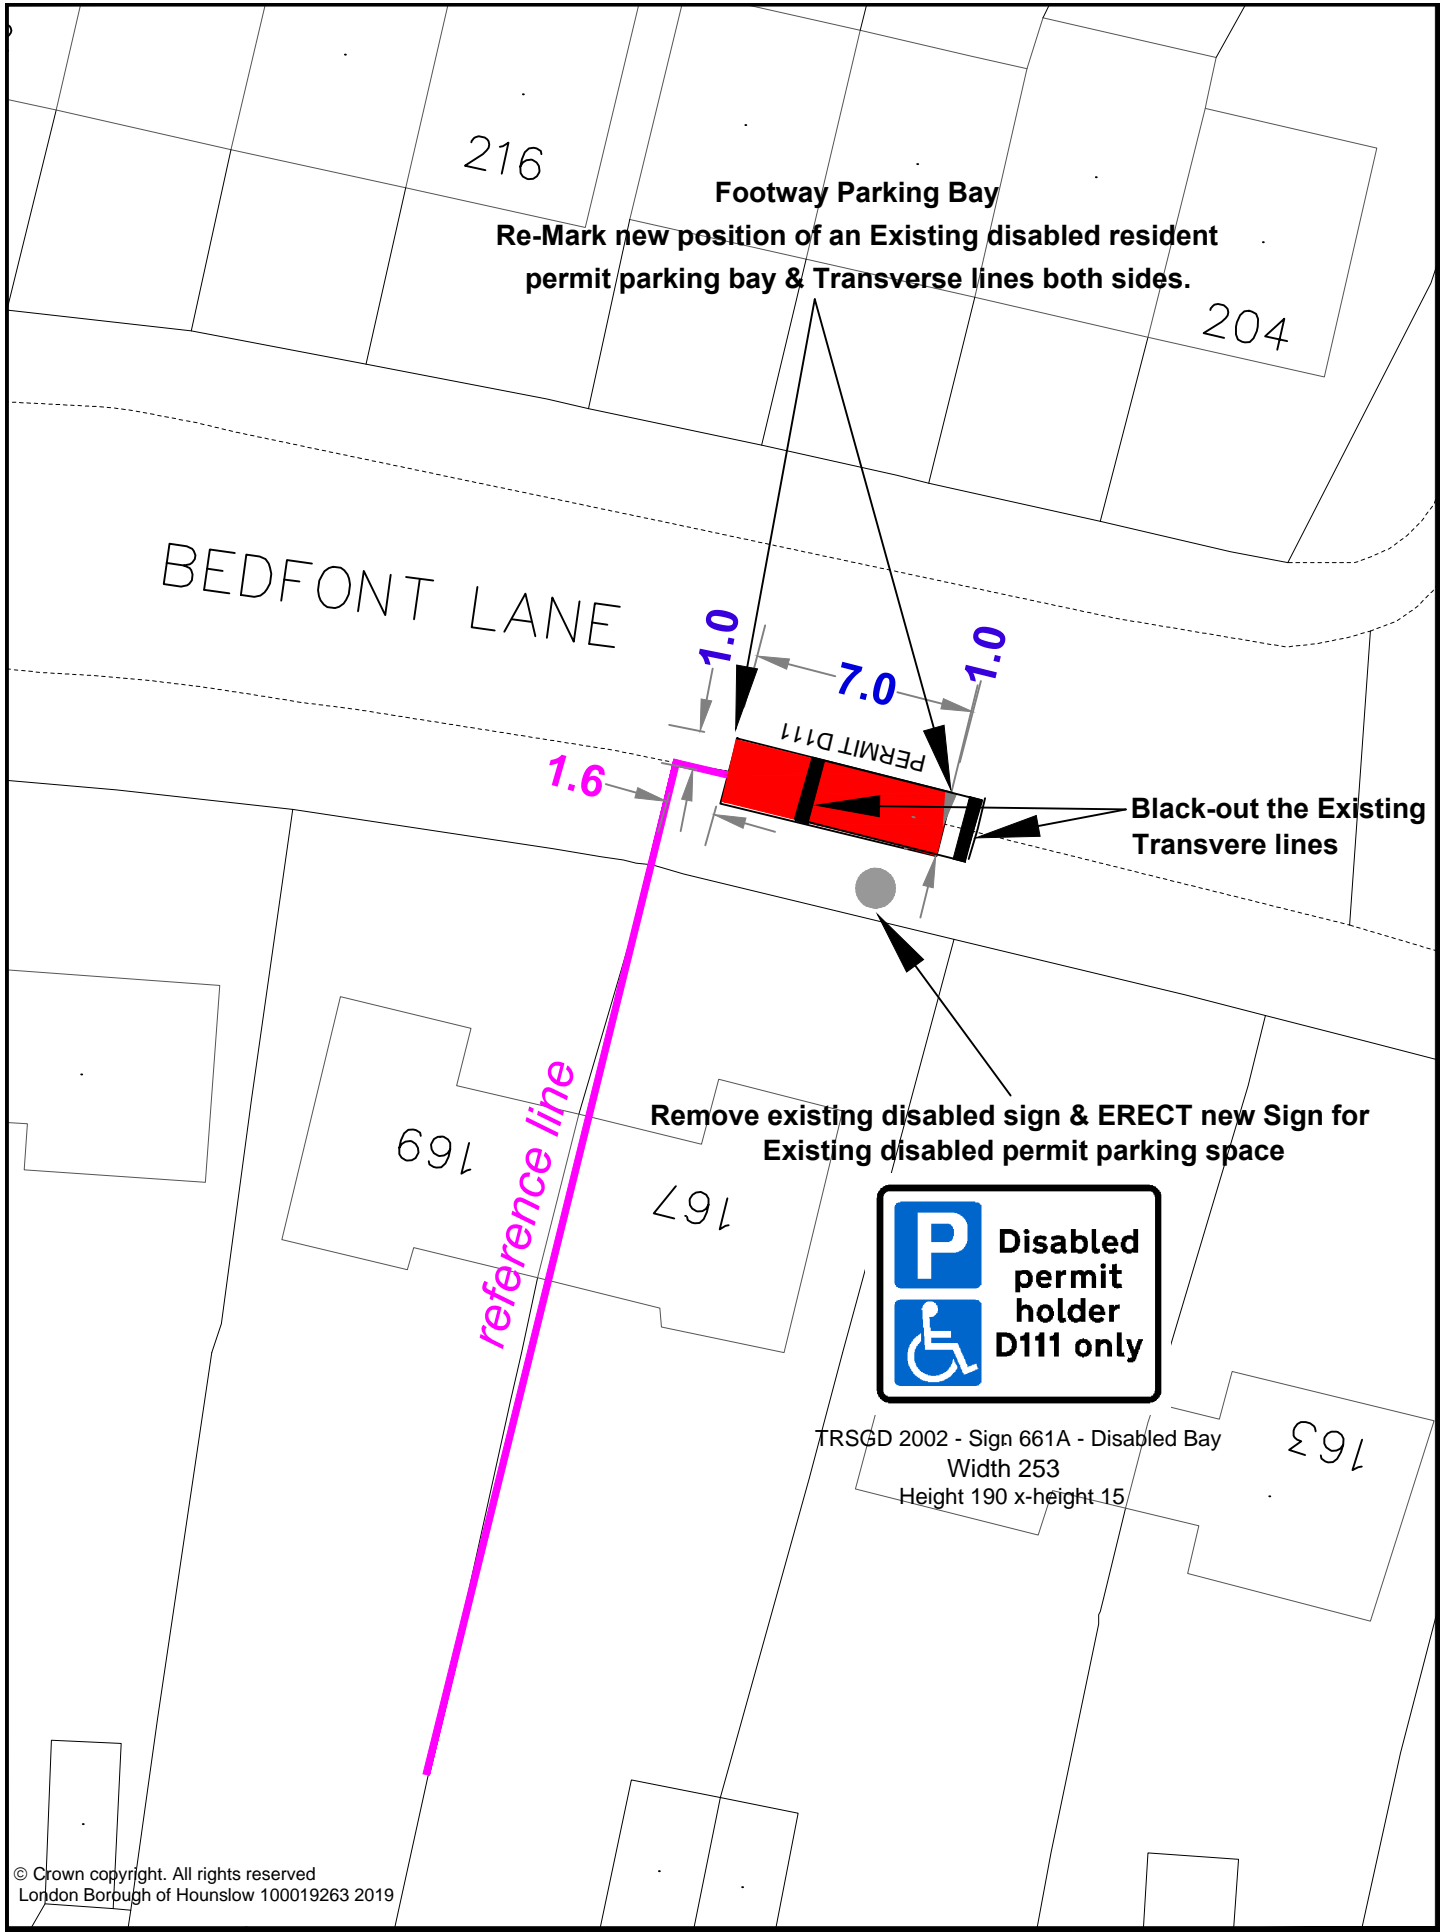 216
Footway Parking Bay
Re-Mark new position of an Existing disabled resident
permit parking bay & Transverse lines both sides.
204
BEDFONT LANE
1.0
7.0
1.0
PERMIT D111
1.6
Black-out the Existing
Transvere lines
reference line
169
167
Remove existing disabled sign & ERECT new Sign for
Existing disabled permit parking space
P
Disabled
permit
holder
D111 only
TRSGD 2002 - Sign 661A - Disabled Bay
Width 253
Height 190 x-height 15
163
© Crown copyright. All rights reserved
London Borough of Hounslow 100019263 2019